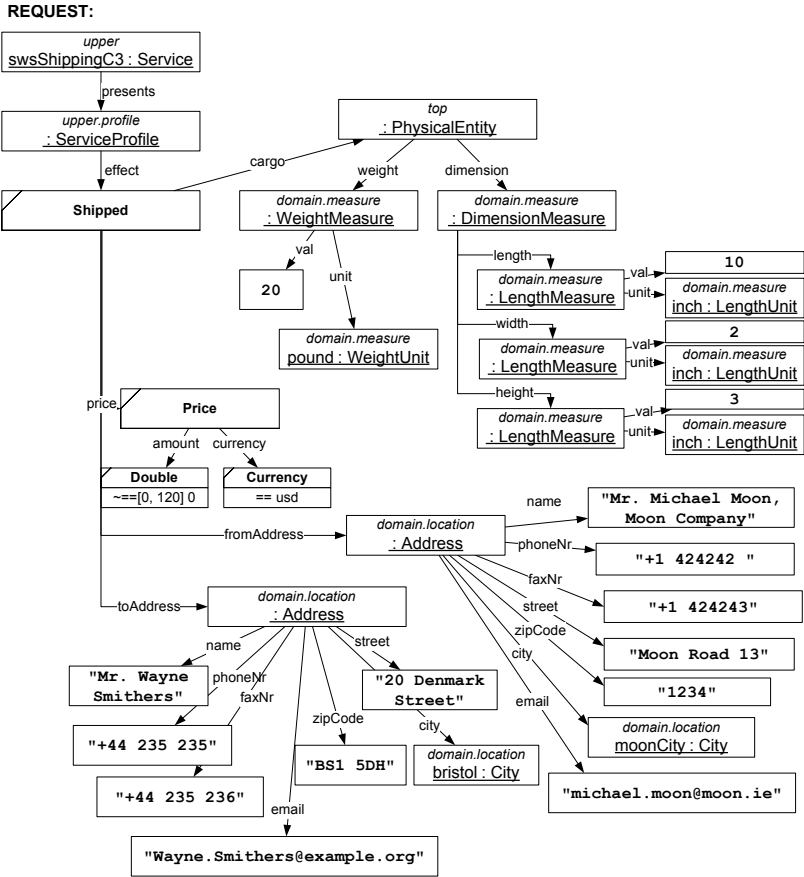 REQUEST:
upper
swsShippingC3 : Service
presents
upper.profile
: ServiceProfile
effect
Shipped
cargo
top
: PhysicalEntity
weight
dimension
domain.measure
: WeightMeasure
domain.measure
: DimensionMeasure
val
20
unit
domain.measure
pound : WeightUnit
length
domain.measure
: LengthMeasure
val
10
unit
domain.measure
inch : LengthUnit
width
domain.measure
: LengthMeasure
val
2
unit
domain.measure
inch : LengthUnit
height
domain.measure
: LengthMeasure
val
3
unit
domain.measure
inch : LengthUnit
price
Price
amount
currency
Double
~==[0, 120] 0
Currency
== usd
fromAddress
domain.location
: Address
name
"Mr. Michael Moon,
Moon Company"
phoneNr
"+1 424242 "
faxNr
"+1 424243"
street
"Moon Road 13"
zipCode
"1234"
city
domain.location
moonCity : City
email
"michael.moon@moon.ie"
toAddress
domain.location
: Address
name
"Mr. Wayne
Smithers"
phoneNr
"+44 235 235"
faxNr
"+44 235 236"
email
"Wayne.Smithers@example.org"
zipCode
"BS1 5DH"
street
"20 Denmark
Street"
city
domain.location
bristol : City